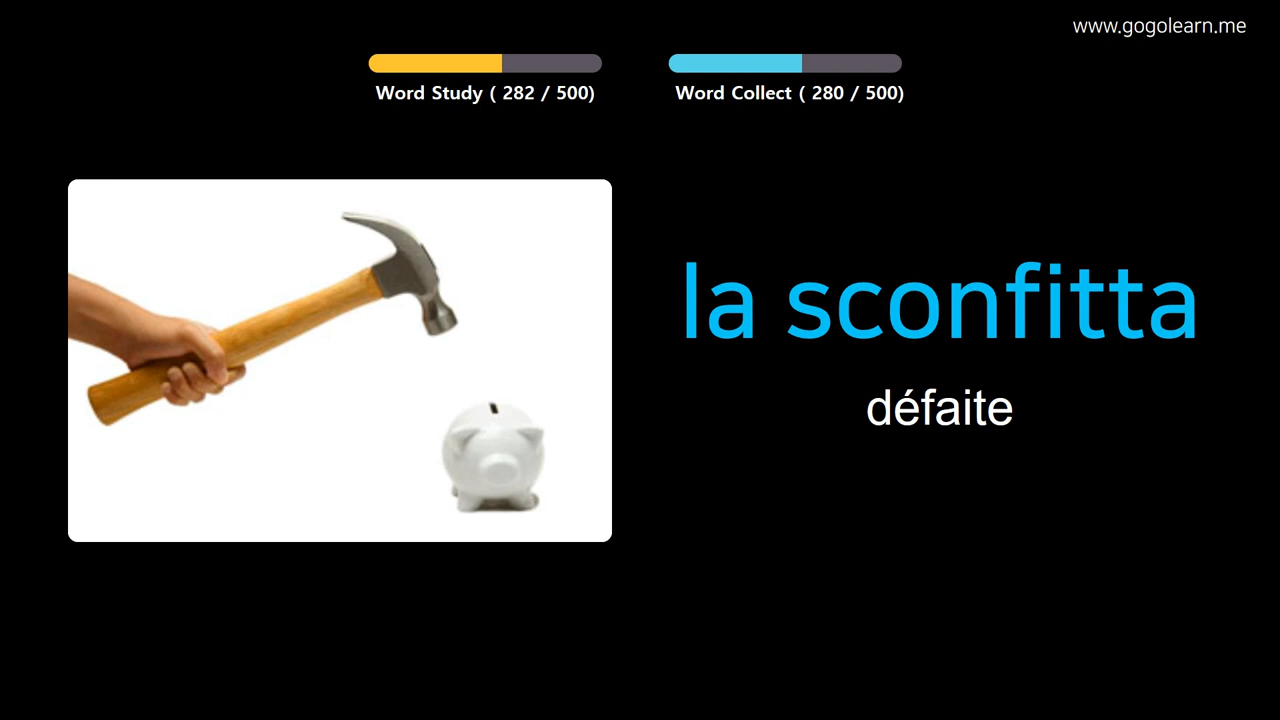 www.gogolearn.me
Word Study ( 282 / 500)
Word Collect ( 280 / 500)
la sconfitta
défaite